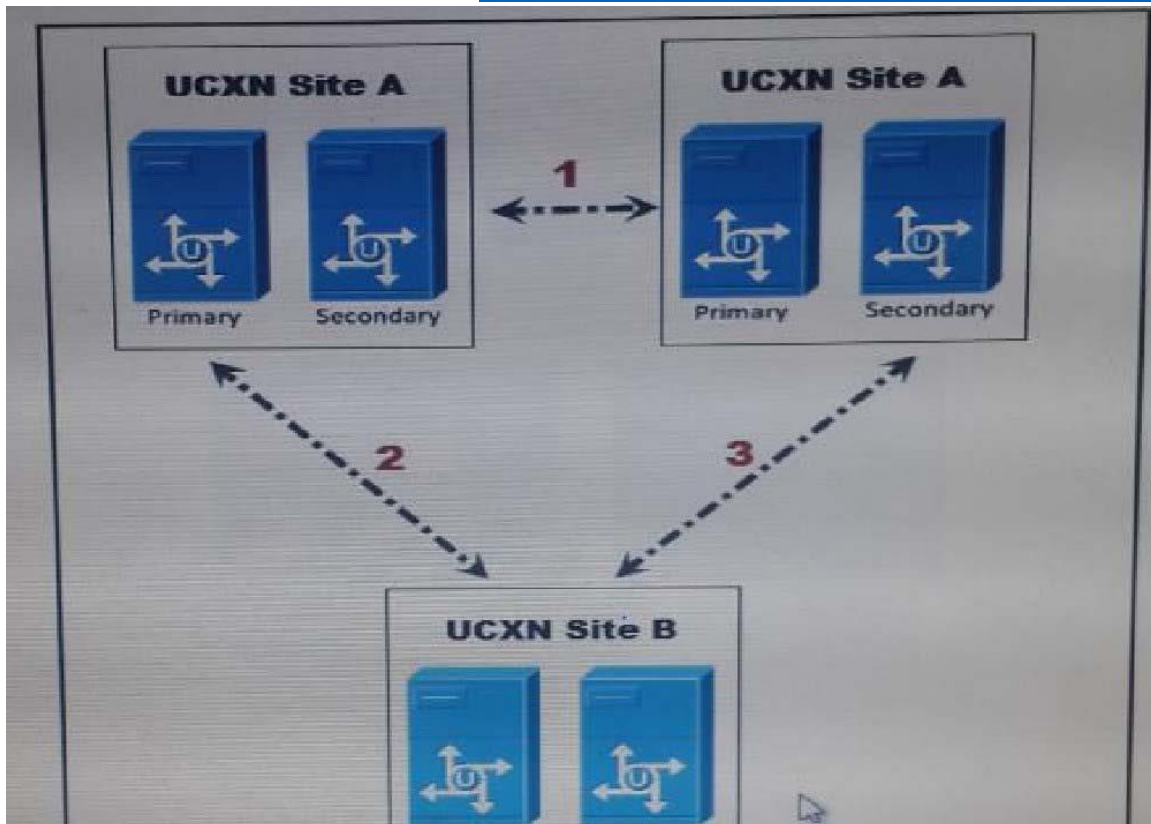 UCXN Site A
UCXN Site A
1
U
U
U
U
Primary
Secondary
Primary
Secondary
2
3
UCXN Site B
U
U